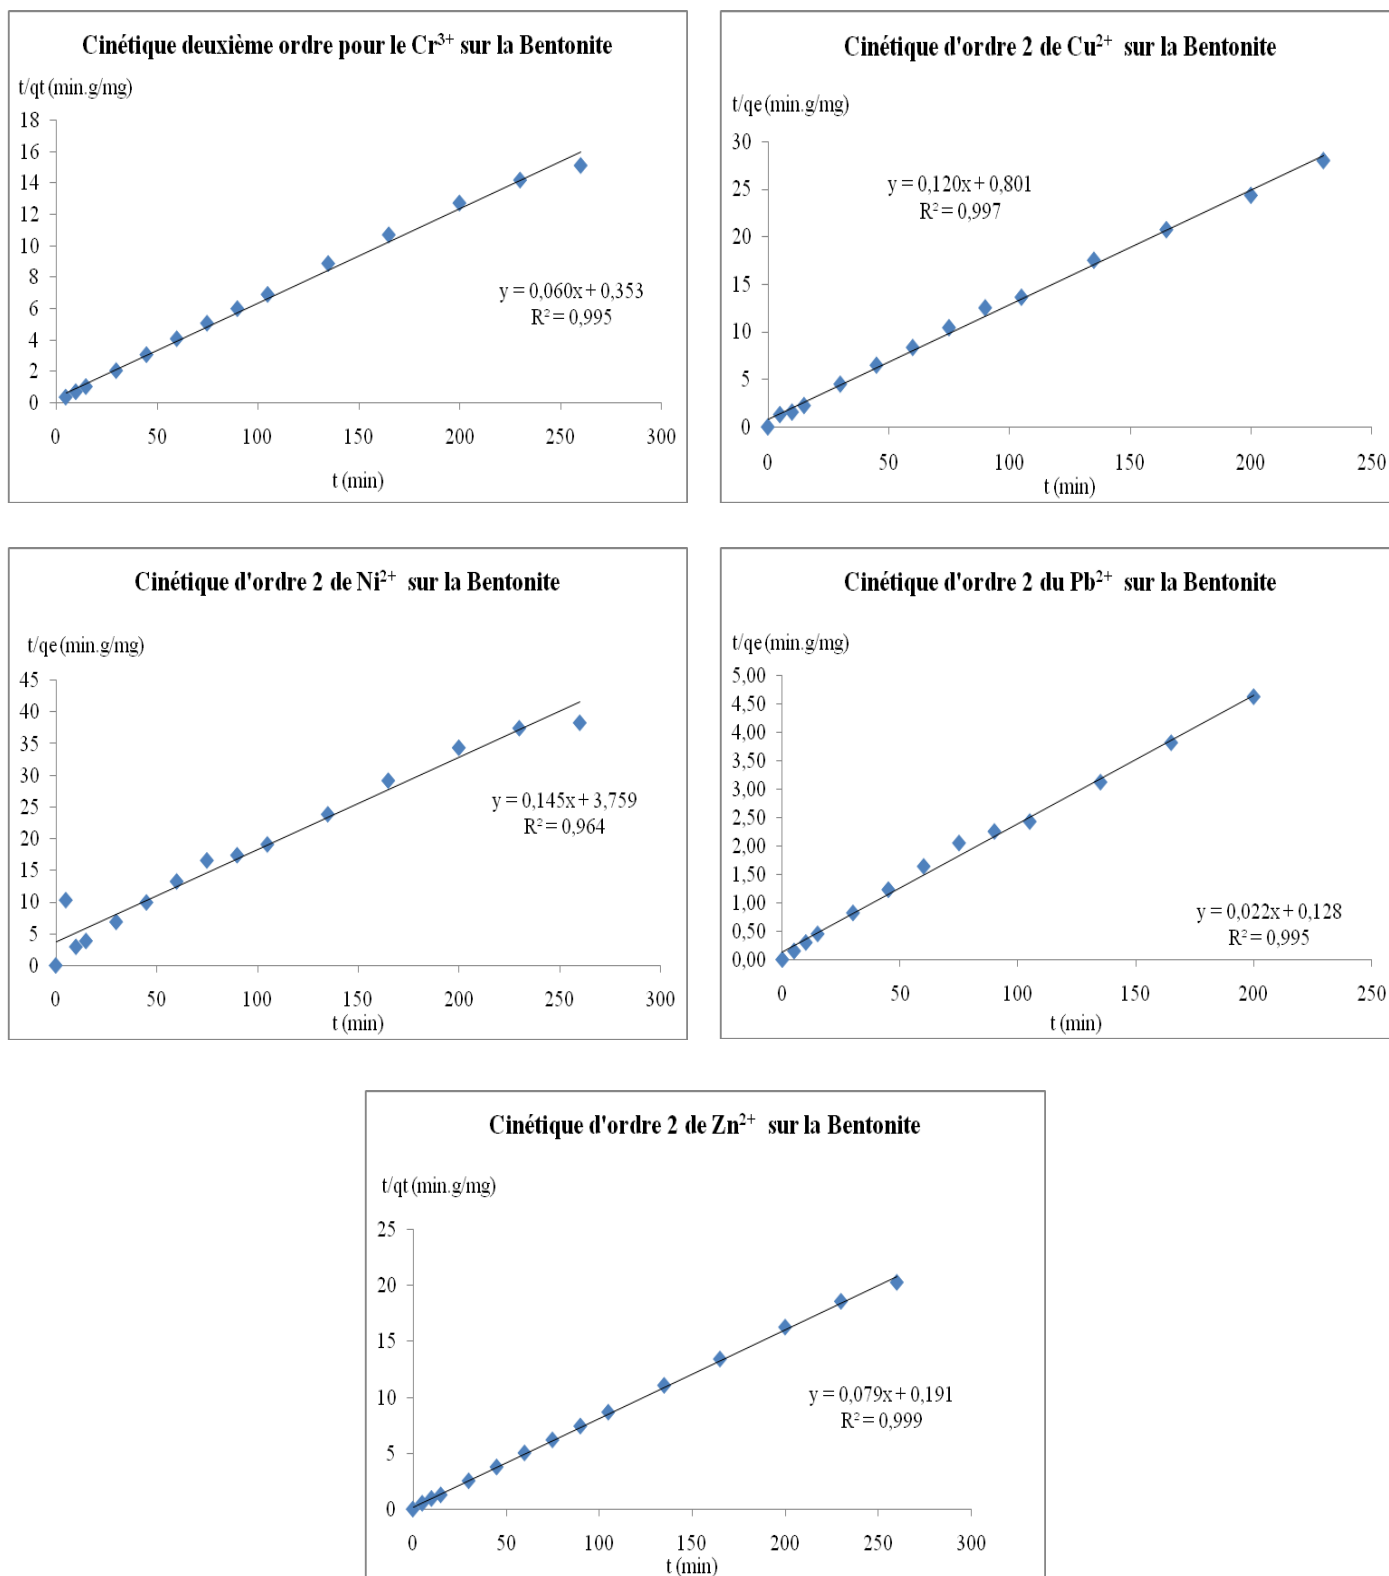 Cinétique deuxième ordre pour le Cr³⁺ sur la Bentonite
t/qt (min.g/mg)
18
16
14
12
10
8
6
4
2
0
y = 0,060x + 0,353
R² = 0,995
0 50 100 150 200 250 300
t (min)
Cinétique d'ordre 2 de Cu²⁺ sur la Bentonite
t/qe (min.g/mg)
30
25
20
15
10
5
0
y = 0,120x + 0,801
R² = 0,997
0 50 100 150 200 250
t (min)
Cinétique d'ordre 2 de Ni²⁺ sur la Bentonite
t/qe (min.g/mg)
45
40
35
30
25
20
15
10
5
0
y = 0,145x + 3,759
R² = 0,964
0 50 100 150 200 250 300
t (min)
Cinétique d'ordre 2 du Pb²⁺ sur la Bentonite
t/qe (min.g/mg)
5,00
4,50
4,00
3,50
3,00
2,50
2,00
1,50
1,00
0,50
0,00
y = 0,022x + 0,128
R² = 0,995
0 50 100 150 200 250
t (min)
Cinétique d'ordre 2 de Zn²⁺ sur la Bentonite
t/qt (min.g/mg)
25
20
15
10
5
0
y = 0,079x + 0,191
R² = 0,999
0 50 100 150 200 250 300
t (min)